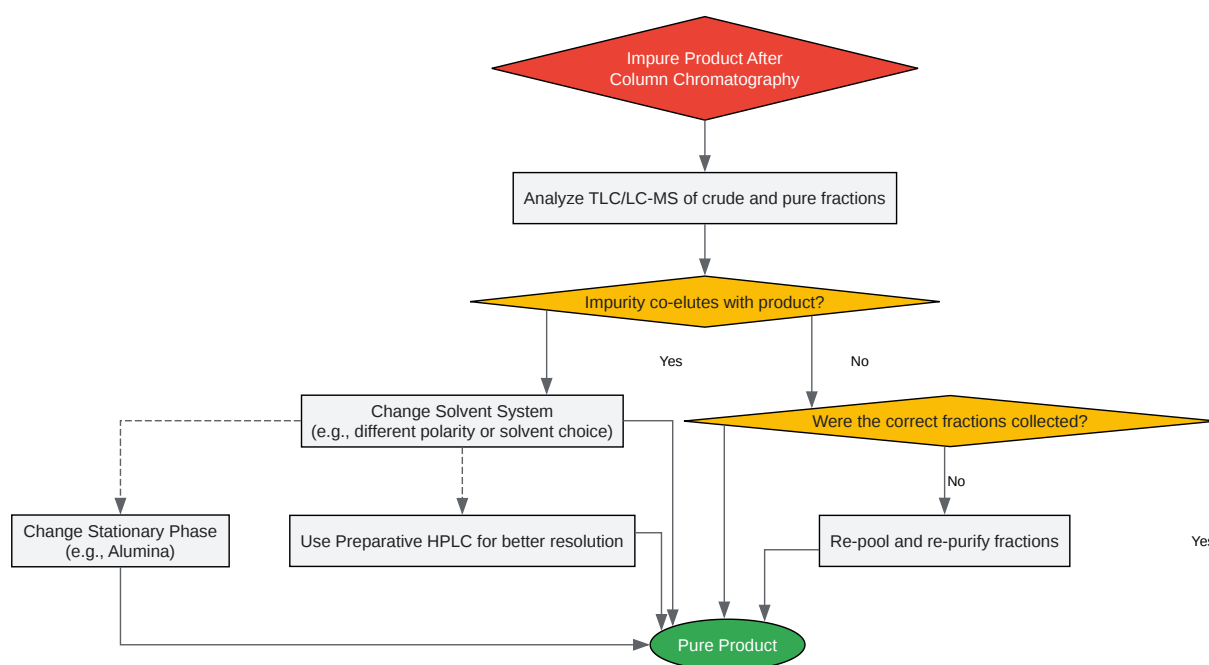 Impure Product After
Column Chromatography
Analyze TLC/LC-MS of crude and pure fractions
Impurity co-elutes with product?
Yes
No
Change Solvent System
(e.g., different polarity or solvent choice)
Were the correct fractions collected?
No
Change Stationary Phase
(e.g., Alumina)
Use Preparative HPLC for better resolution
Re-pool and re-purify fractions
Yes
Pure Product